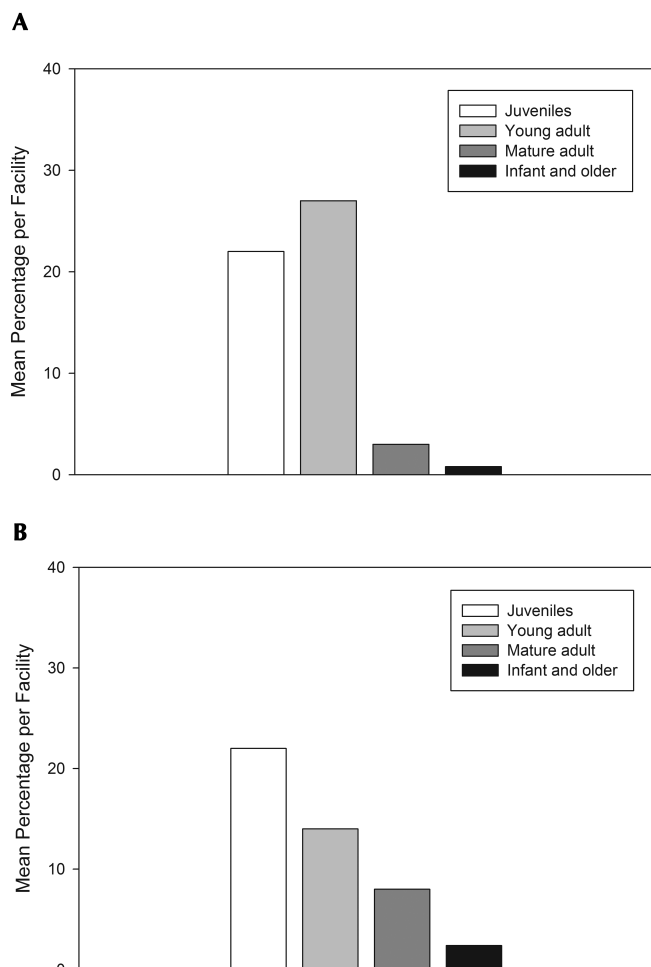 A
40
30
20
10
0
Mean Percentage per Facility
Juveniles
Young adult
Mature adult
Infant and older
B
40
30
20
10
0
Mean Percentage per Facility
Juveniles
Young adult
Mature adult
Infant and older